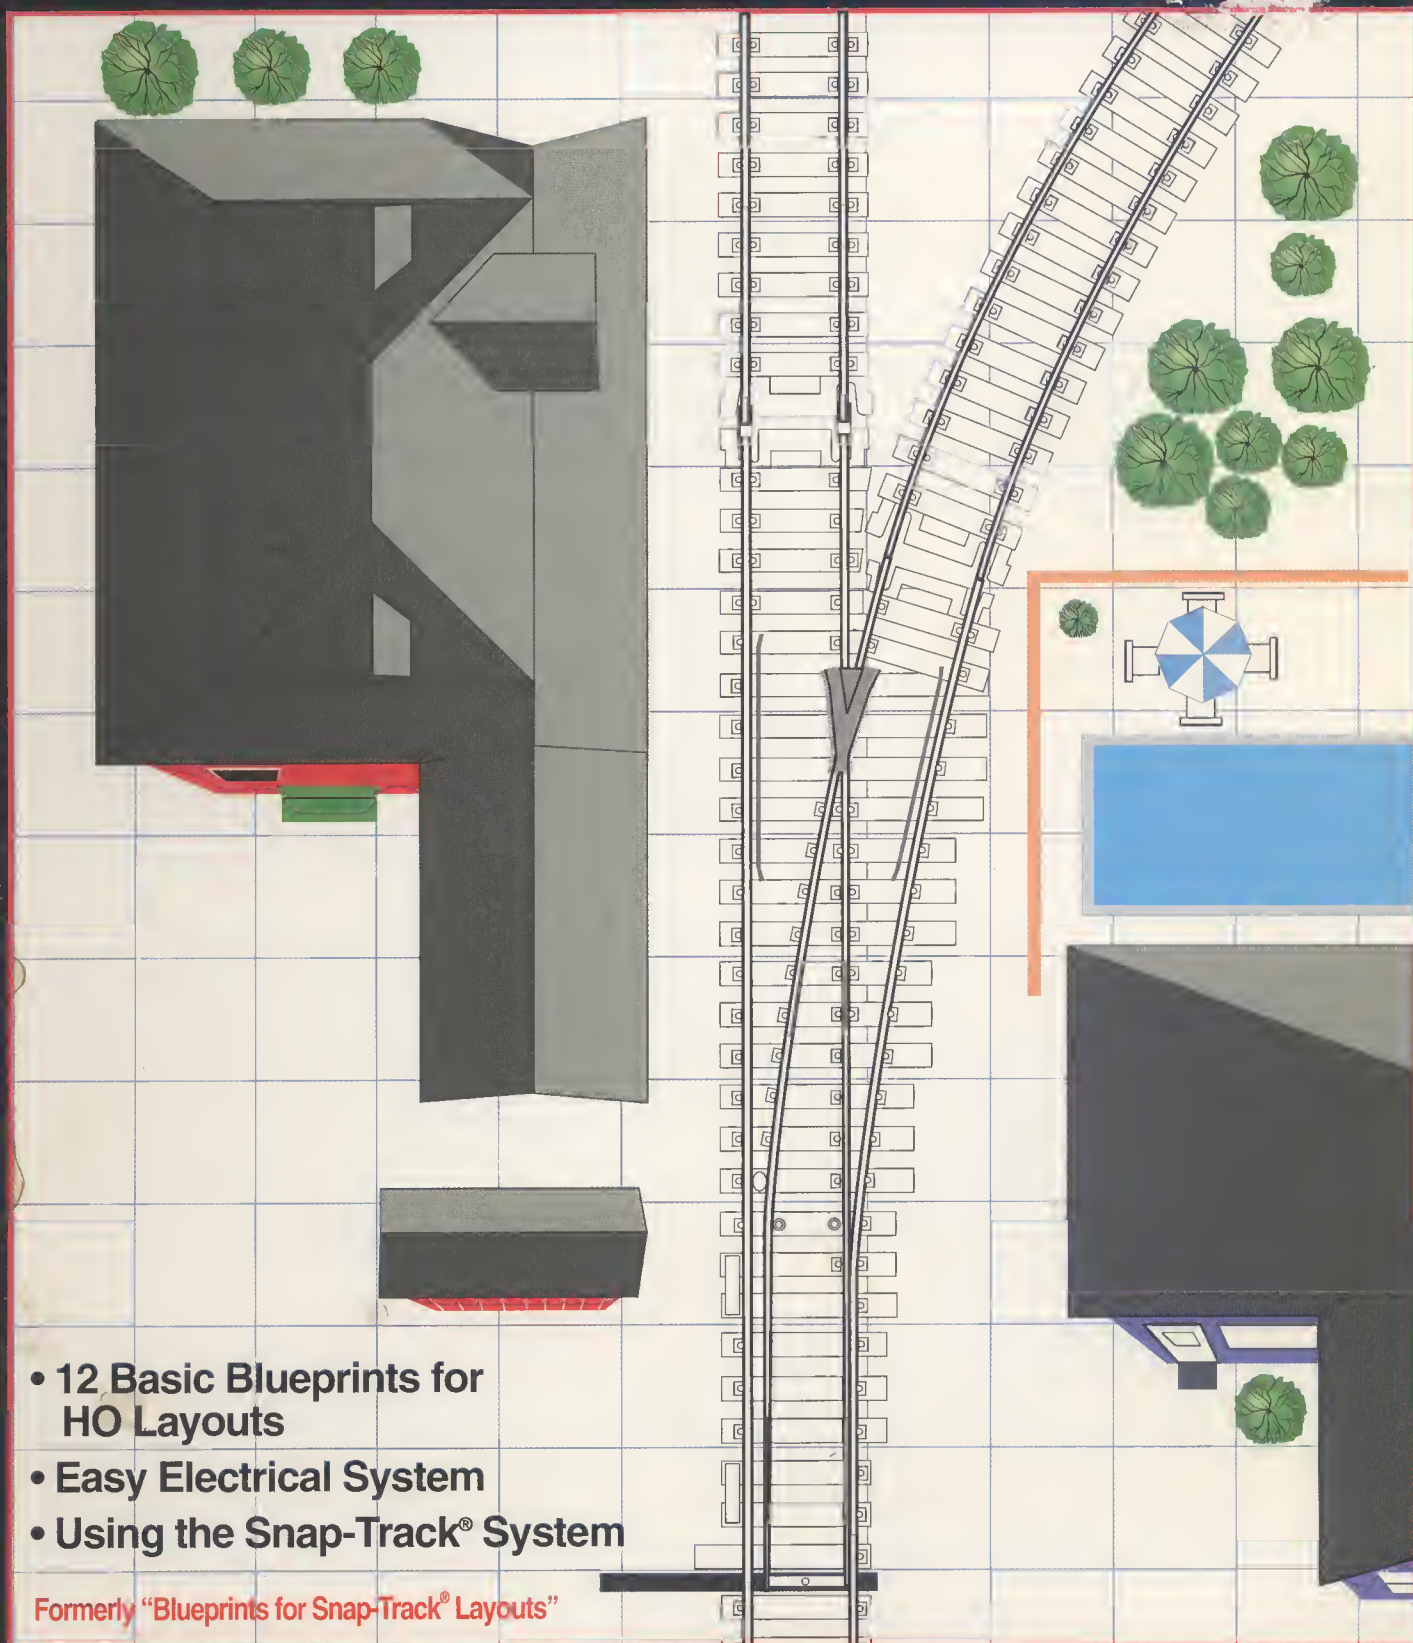 • 12 Basic Blueprints for
HO Layouts
• Easy Electrical System
• Using the Snap-Track® System
Formerly “Blueprints for Snap-Track® Layouts”